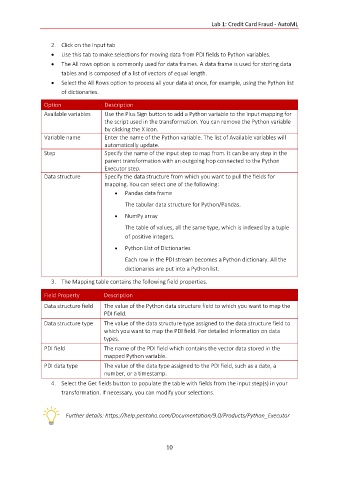 Lab 1: Credit Card Fraud - AutoML
2. Click on the Input tab
• Use this tab to make selections for moving data from PDI fields to Python variables.
• The All rows option is commonly used for data frames. A data frame is used for storing data
tables and is composed of a list of vectors of equal length.
• Select the All Rows option to process all your data at once, for example, using the Python list
of dictionaries.
Option Description
Available variables Use the Plus Sign button to add a Python variable to the input mapping for
the script used in the transformation. You can remove the Python variable
by clicking the X icon.
Variable name Enter the name of the Python variable. The list of Available variables will
automatically update.
Step Specify the name of the input step to map from. It can be any step in the
parent transformation with an outgoing hop connected to the Python
Executor step.
Data structure Specify the data structure from which you want to pull the fields for
mapping. You can select one of the following:
• Pandas data frame
The tabular data structure for Python/Pandas.
• NumPy array
The table of values, all the same type, which is indexed by a tuple
of positive integers.
• Python List of Dictionaries
Each row in the PDI stream becomes a Python dictionary. All the
dictionaries are put into a Python list.
3. The Mapping table contains the following field properties.
Field Property Description
Data structure field The value of the Python data structure field to which you want to map the
PDI field.
Data structure type The value of the data structure type assigned to the data structure field to
which you want to map the PDI field. For detailed information on data
types.
PDI field The name of the PDI field which contains the vector data stored in the
mapped Python variable.
PDI data type The value of the data type assigned to the PDI field, such as a date, a
number, or a timestamp.
4. Select the Get fields button to populate the table with fields from the input step(s) in your
transformation. If necessary, you can modify your selections.
Further details: https://help.pentaho.com/Documentation/9.0/Products/Python_Executor
10